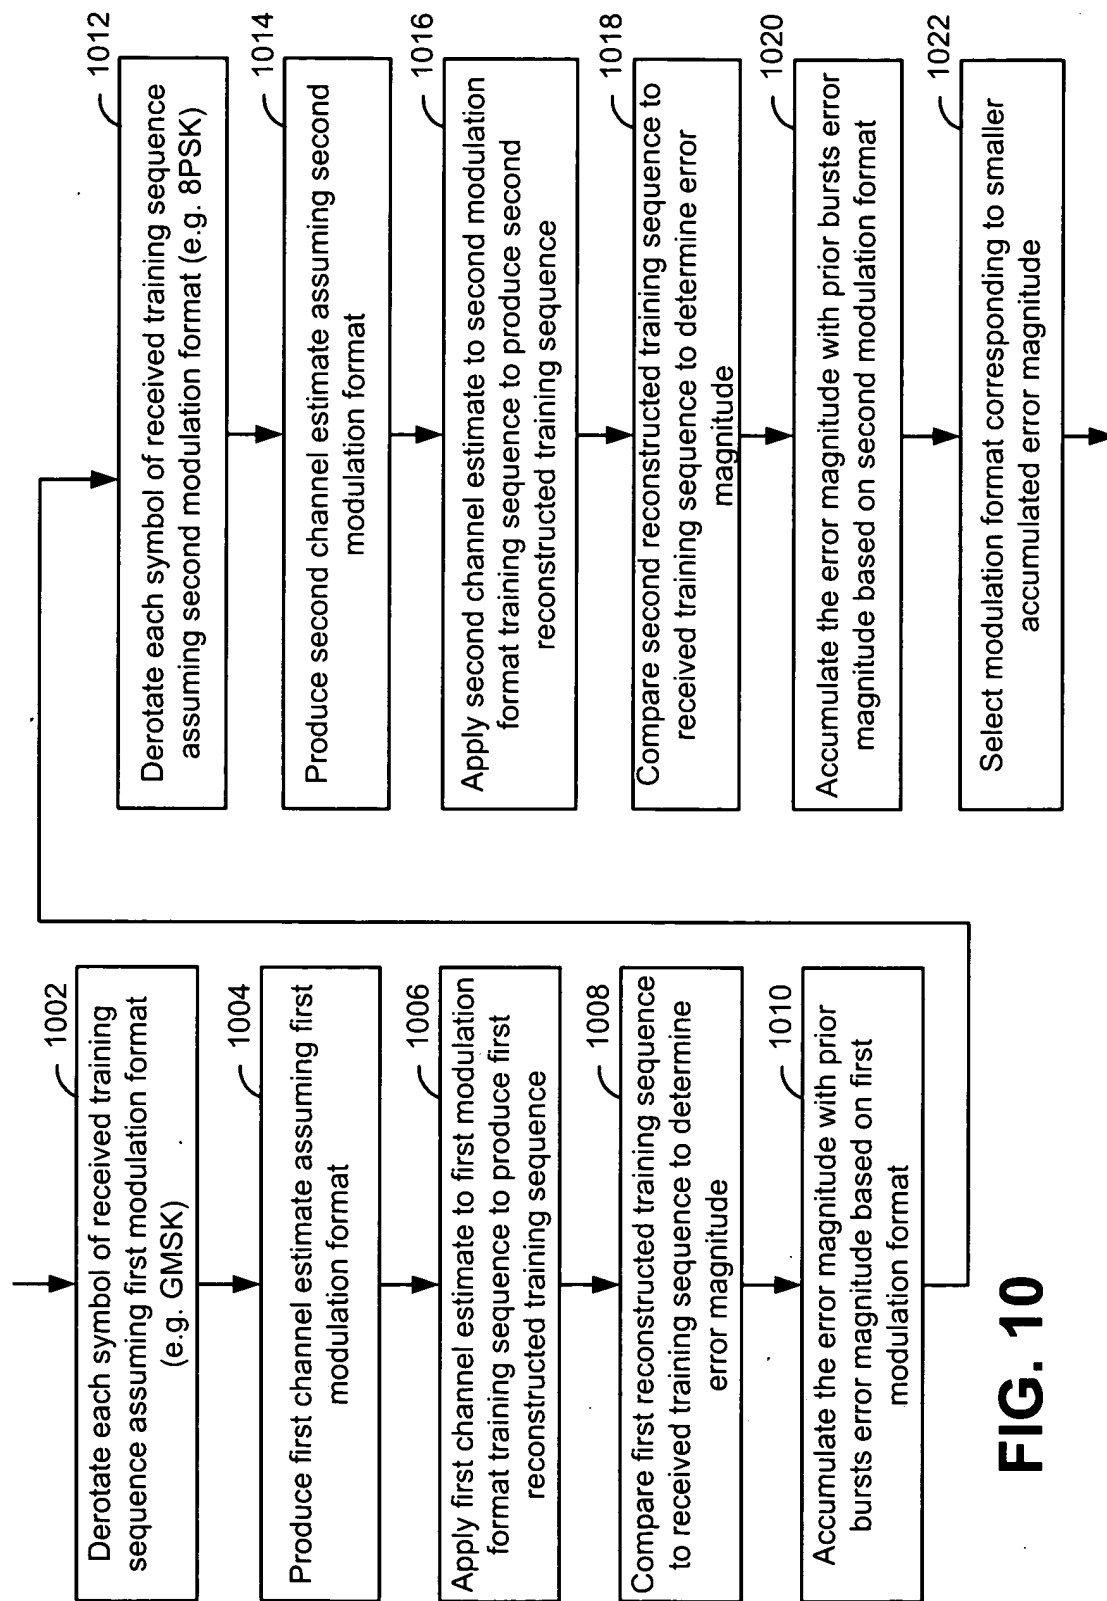 1002
Derotate each symbol of received training
sequence assuming first modulation format
(e.g. GMSK)
1004
Produce first channel estimate assuming first
modulation format
1006
Apply first channel estimate to first modulation
format training sequence to produce first
reconstructed training sequence
1008
Compare first reconstructed training sequence
to received training sequence to determine
error magnitude
1010
Accumulate the error magnitude with prior
bursts error magnitude based on first
modulation format
1012
Derotate each symbol of received training sequence
assuming second modulation format (e.g. 8PSK)
1014
Produce second channel estimate assuming second
modulation format
1016
Apply second channel estimate to second modulation
format training sequence to produce second
reconstructed training sequence
1018
Compare second reconstructed training sequence to
received training sequence to determine error
magnitude
1020
Accumulate the error magnitude with prior bursts error
magnitude based on second modulation format
1022
Select modulation format corresponding to smaller
accumulated error magnitude
FIG. 10